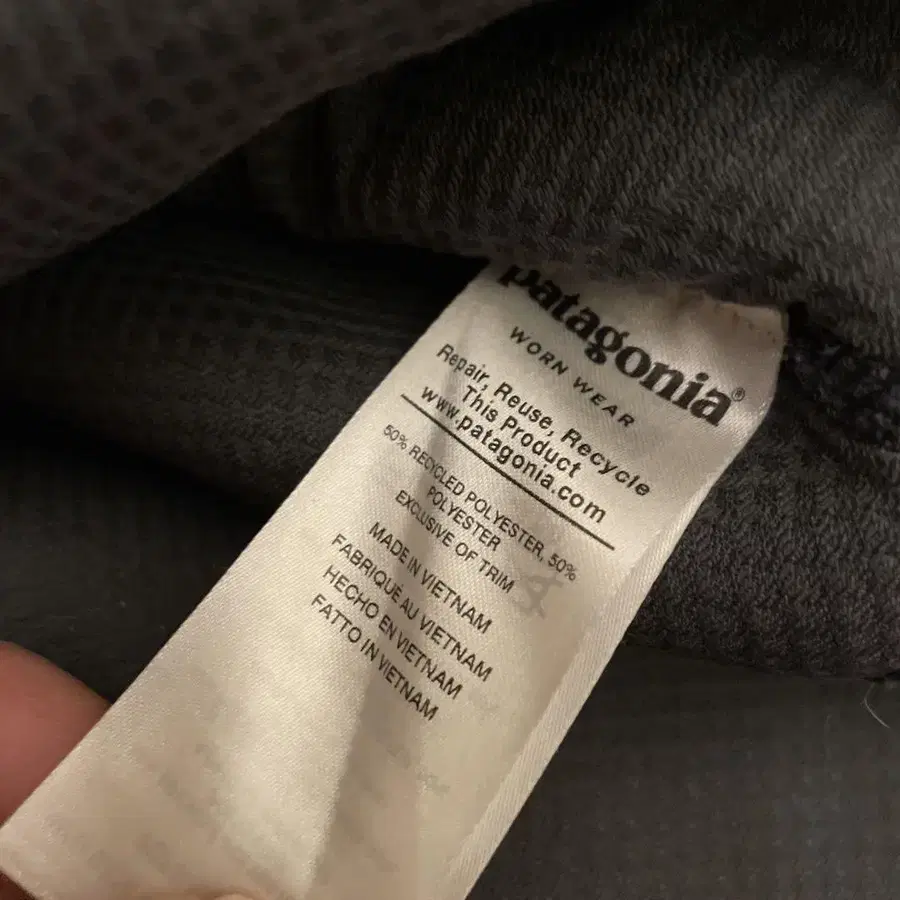 patagonia®
WORN WEAR
Repair, Reuse, Recycle
This Product
www.patagonia.com
50% RECYCLED POLYESTER, 50%
POLYESTER
EXCLUSIVE OF TRIM
MADE IN VIETNAM
FABRIQUÉ AU VIETNAM
HECHO EN VIETNAM
FATTO IN VIETNAM